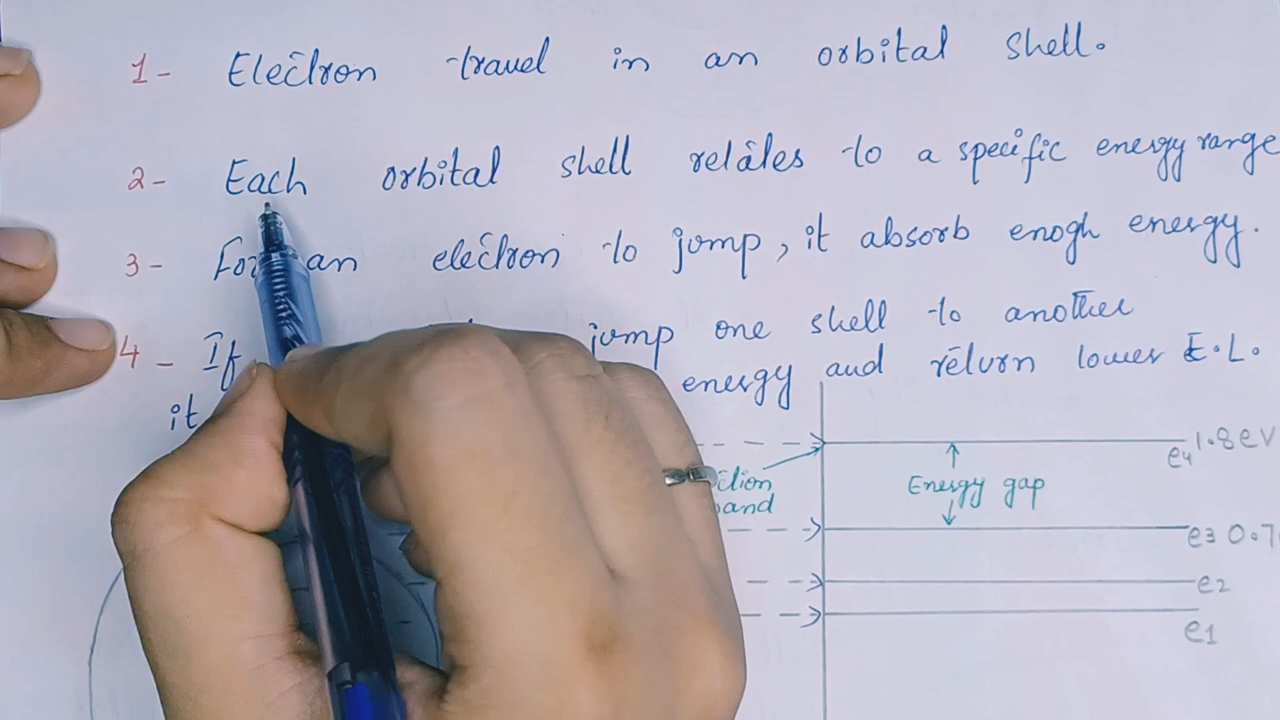 1- Electron travel in an orbital shell.
2- Each orbital shell relates to a specific energy range
3- For an electron to jump, it absorb enogh energy.
4- If jump one shell to another
it energy and return lower E.L.
e4 1.8eV
Energy gap
e3 0.7
e2
e1